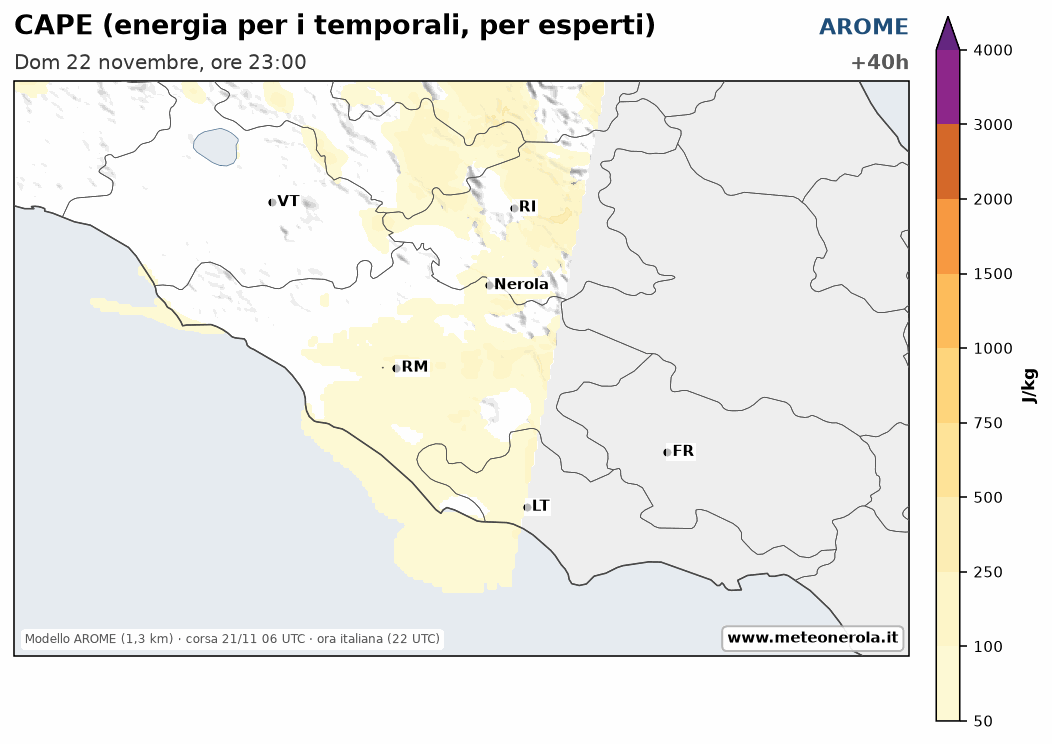 CAPE (energia per i temporali, per esperti)
AROME
Dom 22 novembre, ore 23:00
+40h
4000
3000
2000
1500
1000
750
500
250
100
50
J/kg
VT
RI
Nerola
RM
FR
LT
Modello AROME (1,3 km) · corsa 21/11 06 UTC · ora italiana (22 UTC)
www.meteonerola.it